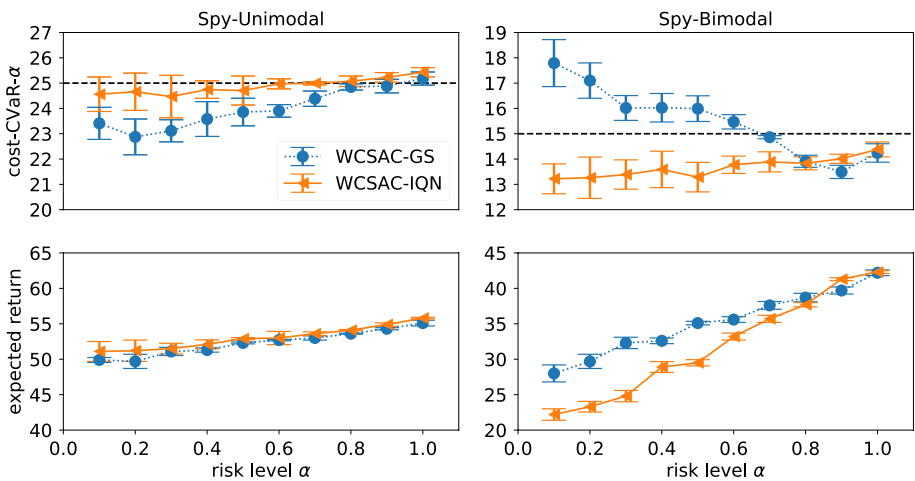 Spy-Unimodal
Spy-Bimodal
cost-CVaR-α
27
26
25
24
23
22
21
20
WCSAC-GS
WCSAC-IQN
19
18
17
16
15
14
13
12
expected return
65
60
55
50
45
40
0.0 0.2 0.4 0.6 0.8 1.0
risk level α
45
40
35
30
25
20
0.0 0.2 0.4 0.6 0.8 1.0
risk level α